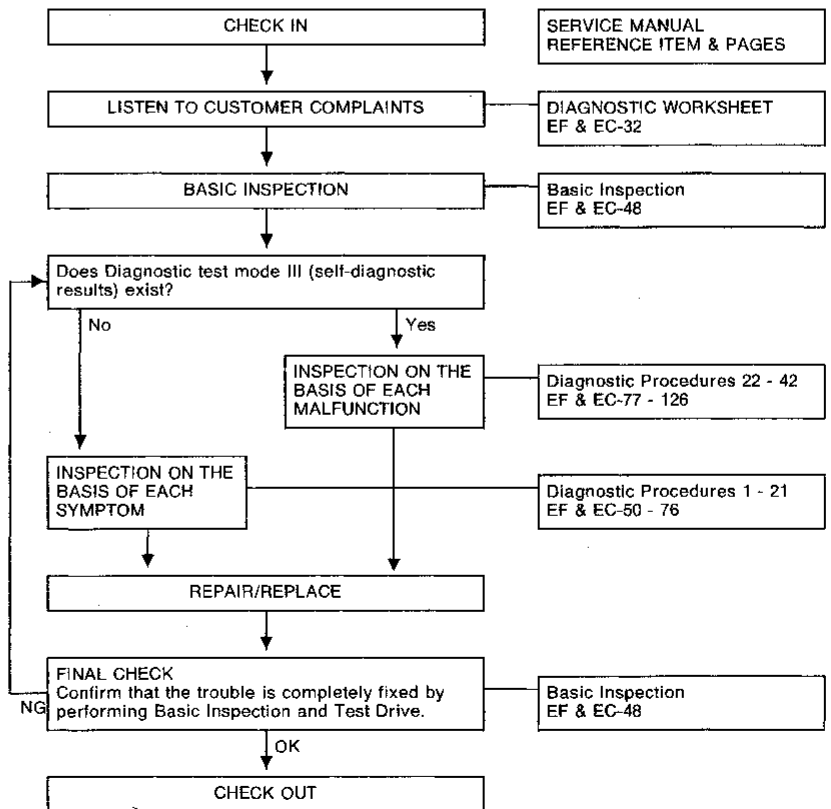 CHECK IN
SERVICE MANUAL
REFERENCE ITEM & PAGES
LISTEN TO CUSTOMER COMPLAINTS
DIAGNOSTIC WORKSHEET
EF & EC-32
BASIC INSPECTION
Basic Inspection
EF & EC-48
Does Diagnostic test mode III (self-diagnostic
results) exist?
No
Yes
INSPECTION ON THE
BASIS OF EACH
MALFUNCTION
Diagnostic Procedures 22 - 42
EF & EC-77 - 126
INSPECTION ON THE
BASIS OF EACH
SYMPTOM
Diagnostic Procedures 1 - 21
EF & EC-50 - 76
REPAIR/REPLACE
FINAL CHECK
Confirm that the trouble is completely fixed by
performing Basic Inspection and Test Drive.
NG
Basic Inspection
EF & EC-48
OK
CHECK OUT